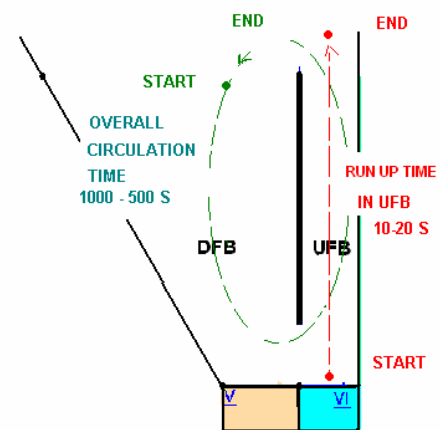 END
END
START
OVERALL
CIRCULATION
TIME
1000 - 500 S
RUN UP TIME
IN UFB
10-20 S
DFB
UFB
START
V
VI